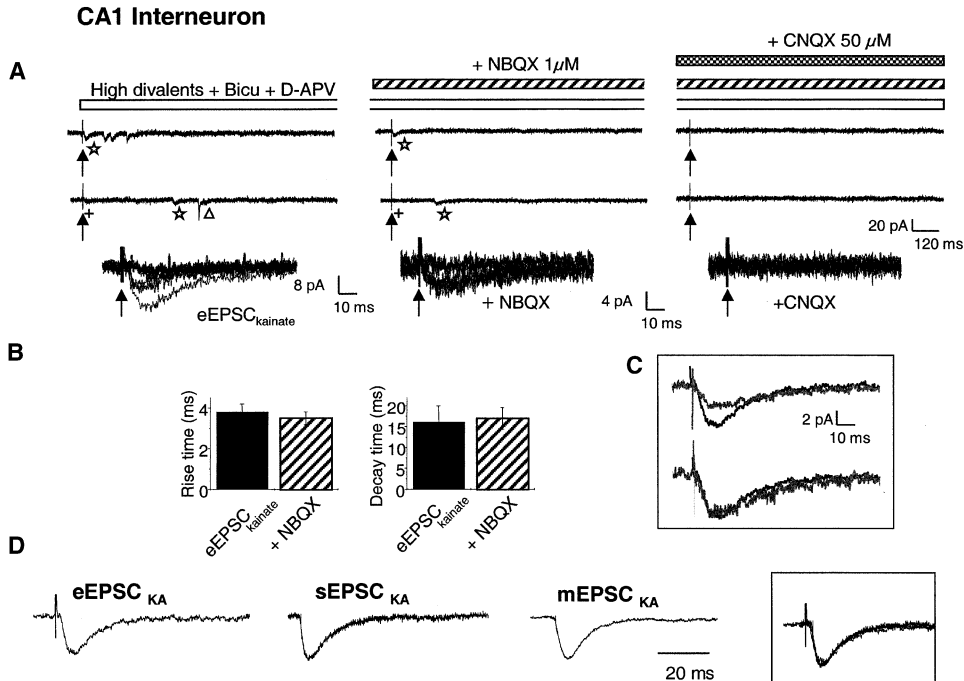 CA1 Interneuron
A
High divalents + Bicu + D-APV
+ NBQX 1µM
+ CNQX 50 µM
+
+
20 pA
120 ms
8 pA
10 ms
eEPSCkainate
+ NBQX
4 pA
10 ms
+CNQX
B
Rise time (ms)
4
2
0
eEPSCkainate
+ NBQX
Decay time (ms)
20
15
10
5
0
eEPSCkainate
+ NBQX
C
2 pA
10 ms
D
eEPSC KA
sEPSC KA
mEPSC KA
20 ms